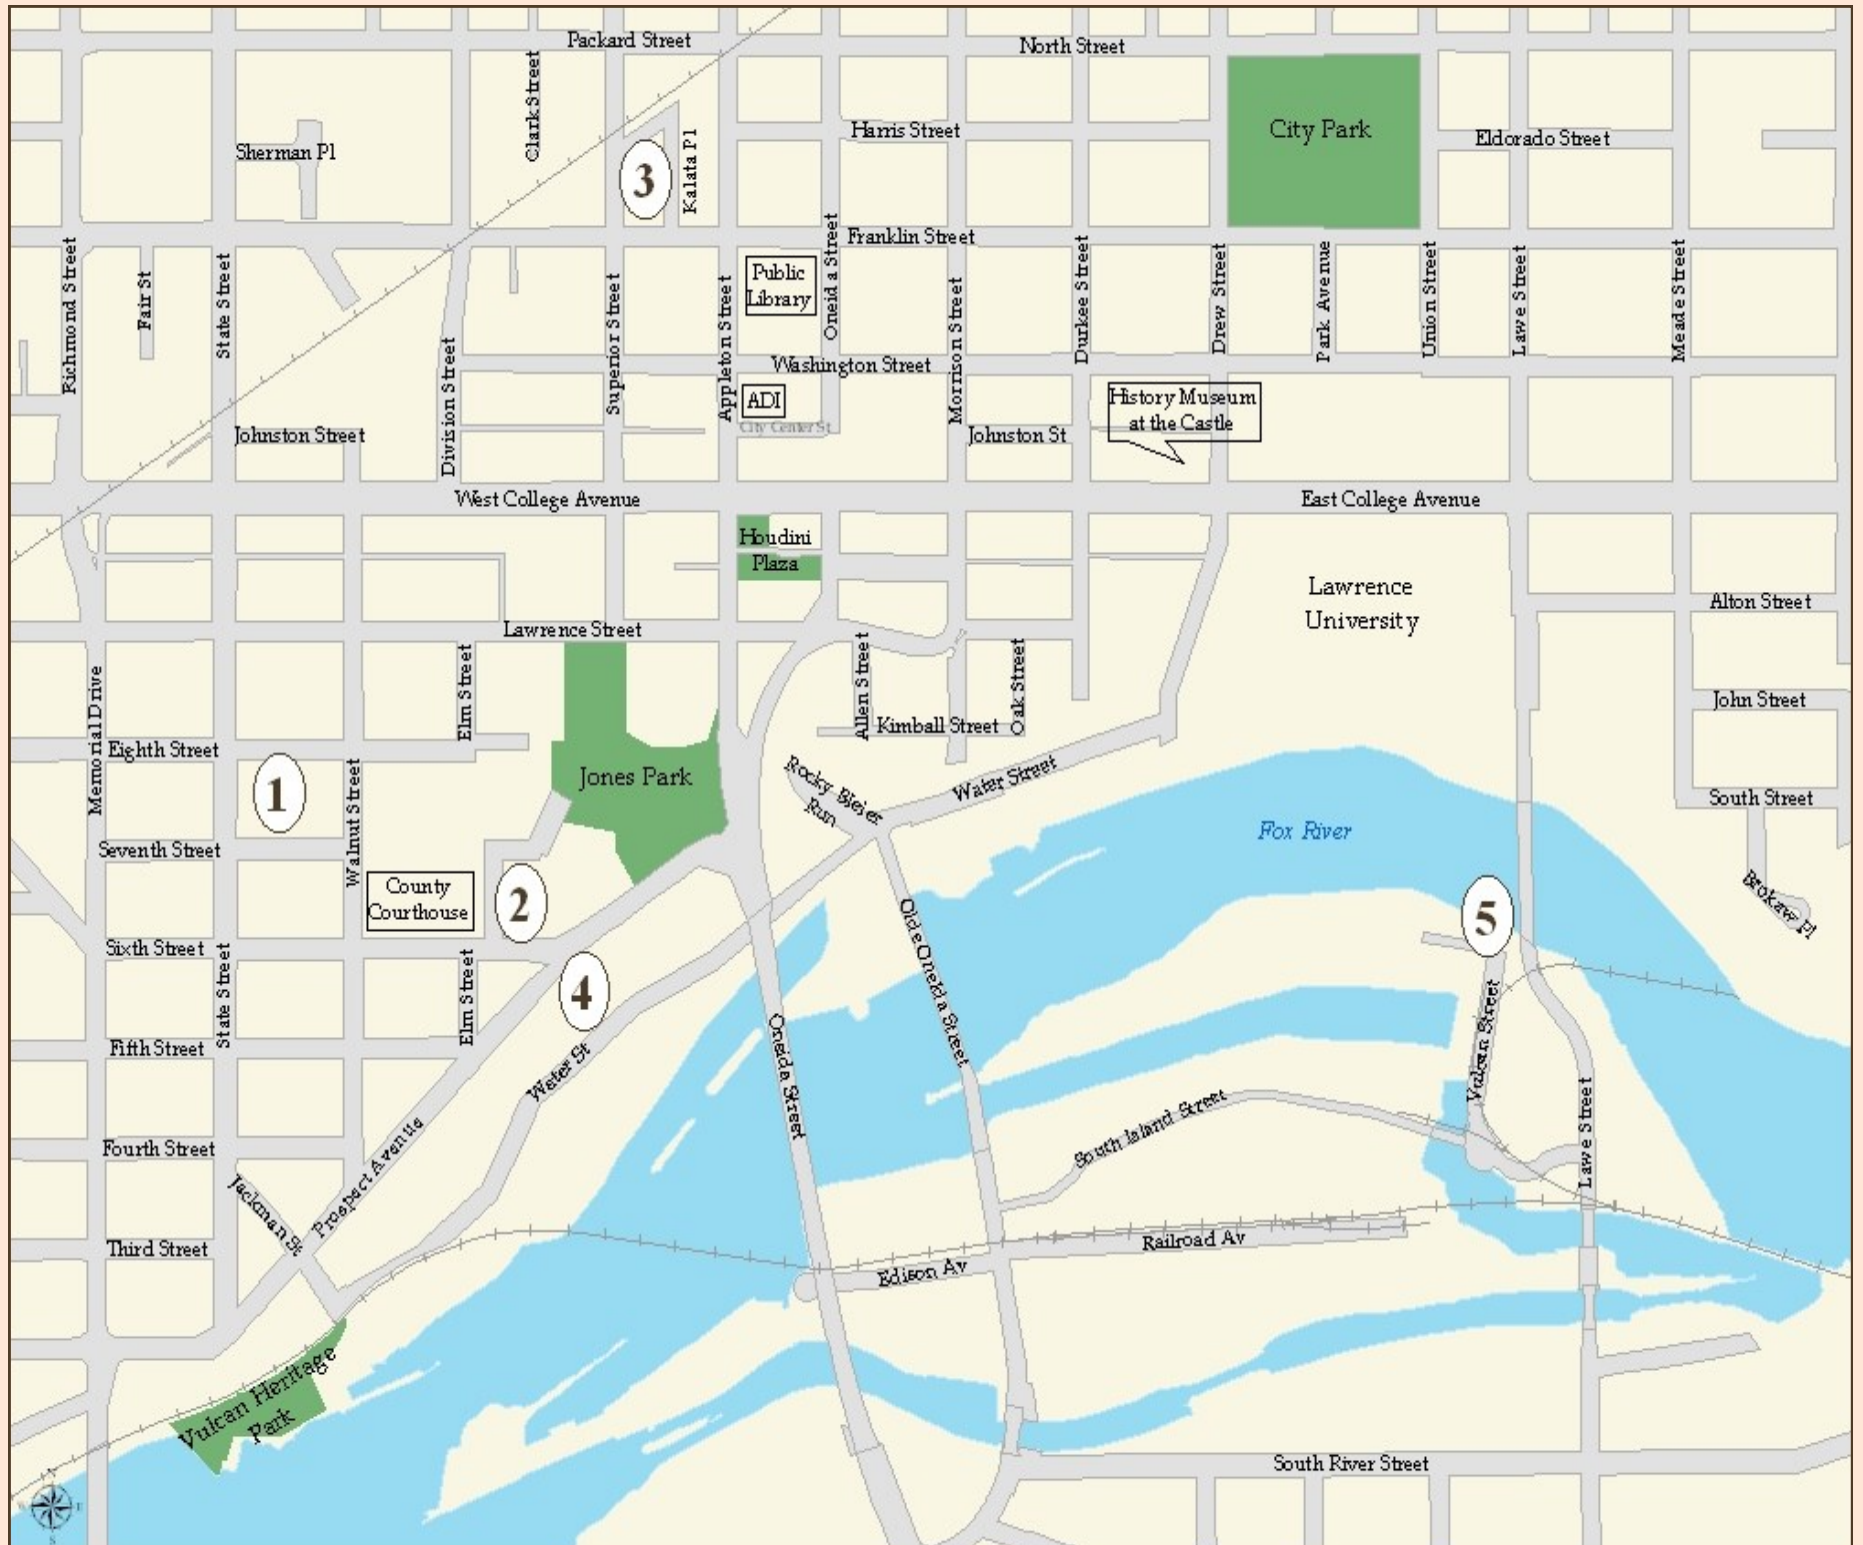 Packard Street
North Street
Clark Street
Harris Street
City Park
Eldorado Street
Sherman Pl
3
Kalata Pl
Franklin Street
Richmond Street
Fair St
State Street
Division Street
Superior Street
Appleton Street
Public
Library
Oneida Street
Morrison Street
Durkee Street
Drew Street
Park Avenue
Union Street
Lawe Street
Meade Street
Washington Street
ADI
City Center St
History Museum
at the Castle
Johnston Street
Johnston St
West College Avenue
East College Avenue
Houdini
Plaza
Lawrence
University
Alton Street
Lawrence Street
Memorial Drive
Elm Street
Allen Street
Oak Street
John Street
Kimball Street
Eighth Street
1
Jones Park
Rocky Bleier
Run
Water Street
South Street
Fox River
Walnut Street
Seventh Street
County
Courthouse
2
5
Brokaw Pl
Olde Oneida Street
Sixth Street
State Street
Elm Street
4
Vulcan Street
Oneida Street
Fifth Street
Water St
South Island Street
Lawe Street
Fourth Street
Prospect Avenue
Jackman St
Third Street
Railroad Av
Edison Av
Vulcan Heritage
Park
South River Street
N
W
E
S